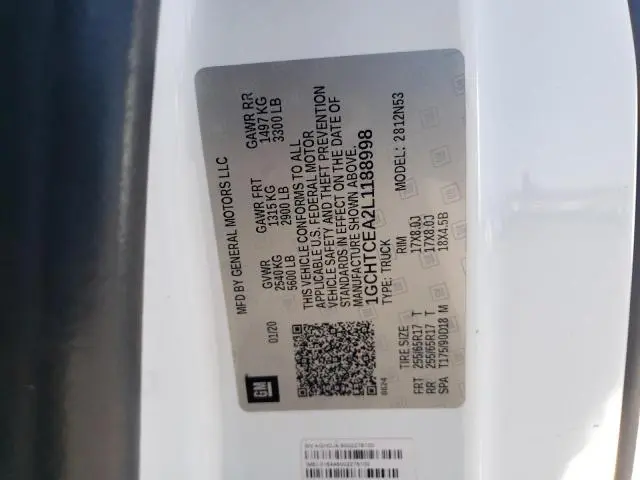 MFD BY GENERAL MOTORS LLC
01/20
GVWR GAWR FRT GAWR RR
2540 KG 1315 KG 1497 KG
5600 LB 2900 LB 3300 LB
THIS VEHICLE CONFORMS TO ALL
APPLICABLE U.S. FEDERAL MOTOR
VEHICLE SAFETY AND THEFT PREVENTION
STANDARDS IN EFFECT ON THE DATE OF
MANUFACTURE SHOWN ABOVE.
1GCHTCEA2L1188998
TYPE: TRUCK MODEL: 2812N53
GM
8624
TIRE SIZE RIM
FRT 255/65R17 T 17X8.0J
RR 255/65R17 T 17X8.0J
SPA T175/90D18 M 18X4.5B